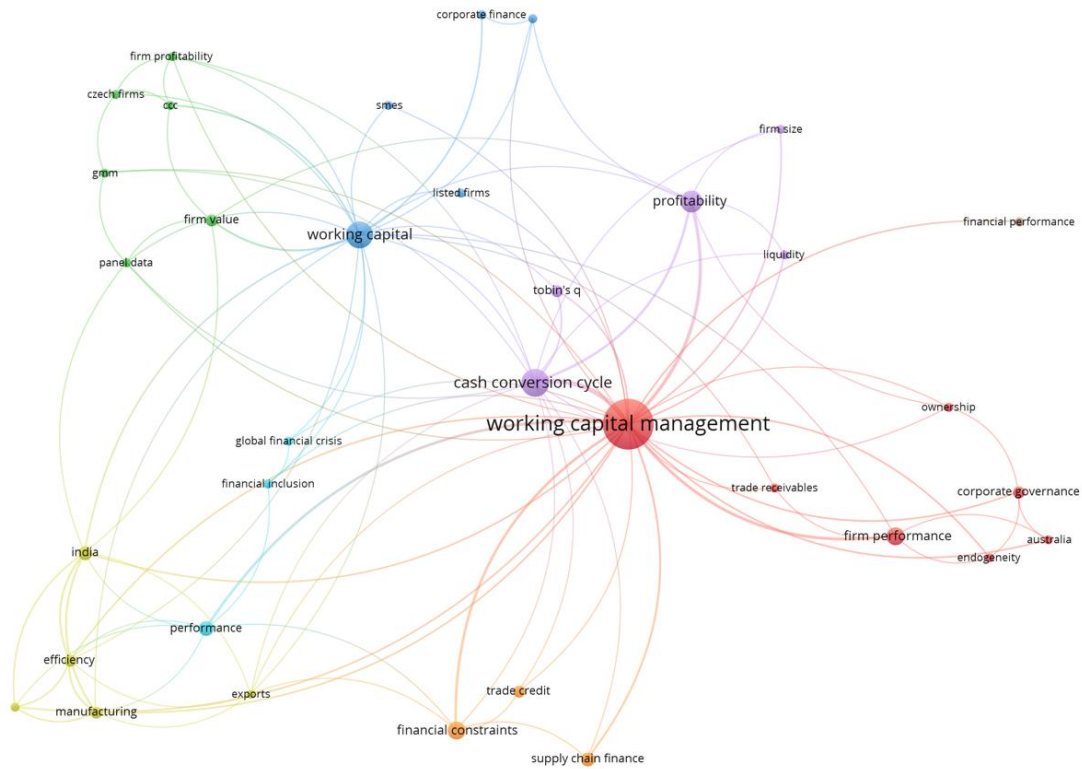 corporate finance
firm profitability
czech firms
ccc
smes
firm size
gmm
listed firms
profitability
firm value
working capital
financial performance
panel data
liquidity
tobin's q
cash conversion cycle
ownership
working capital management
global financial crisis
financial inclusion
trade receivables
corporate governance
firm performance
australia
endogeneity
india
performance
efficiency
trade credit
exports
manufacturing
financial constraints
supply chain finance